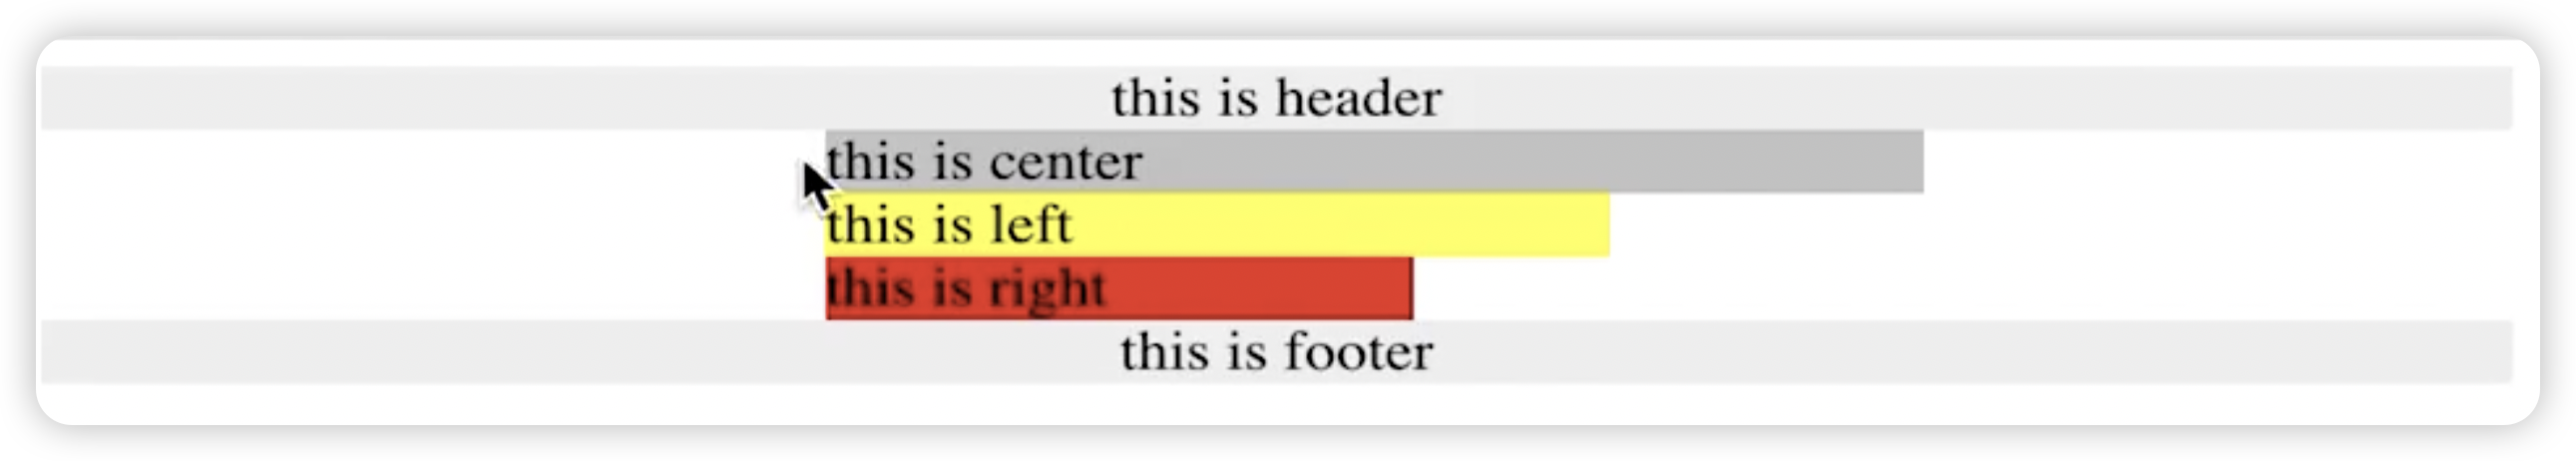 this is header
this is center
this is left
this is right
this is footer